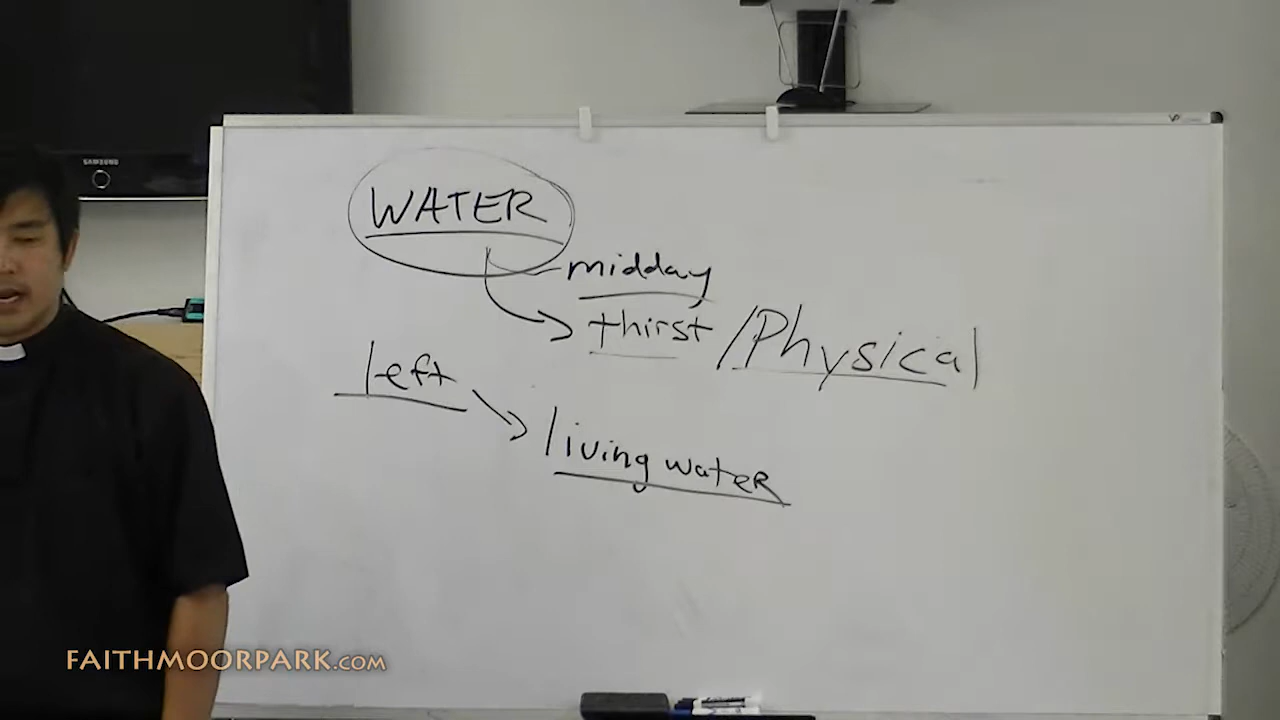 SAMSUNG
WATER
midday
thirst /Physical
left
living water
FAITHMOORPARK.COM